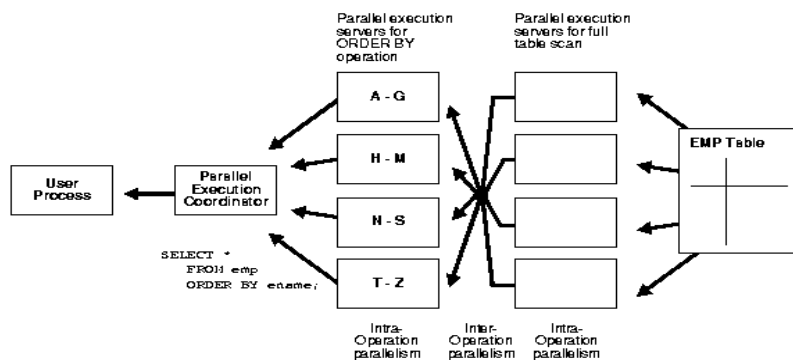 Parallel execution
servers for
ORDER BY
operation
Parallel execution
servers for full
table scan
A - G
H - M
N - S
T - Z
EMP Table
User
Process
Parallel
Execution
Coordinator
SELECT *
FROM emp
ORDER BY ename;
Intra-
Operation
parallelism
Inter-
Operation
parallelism
Intra-
Operation
parallelism